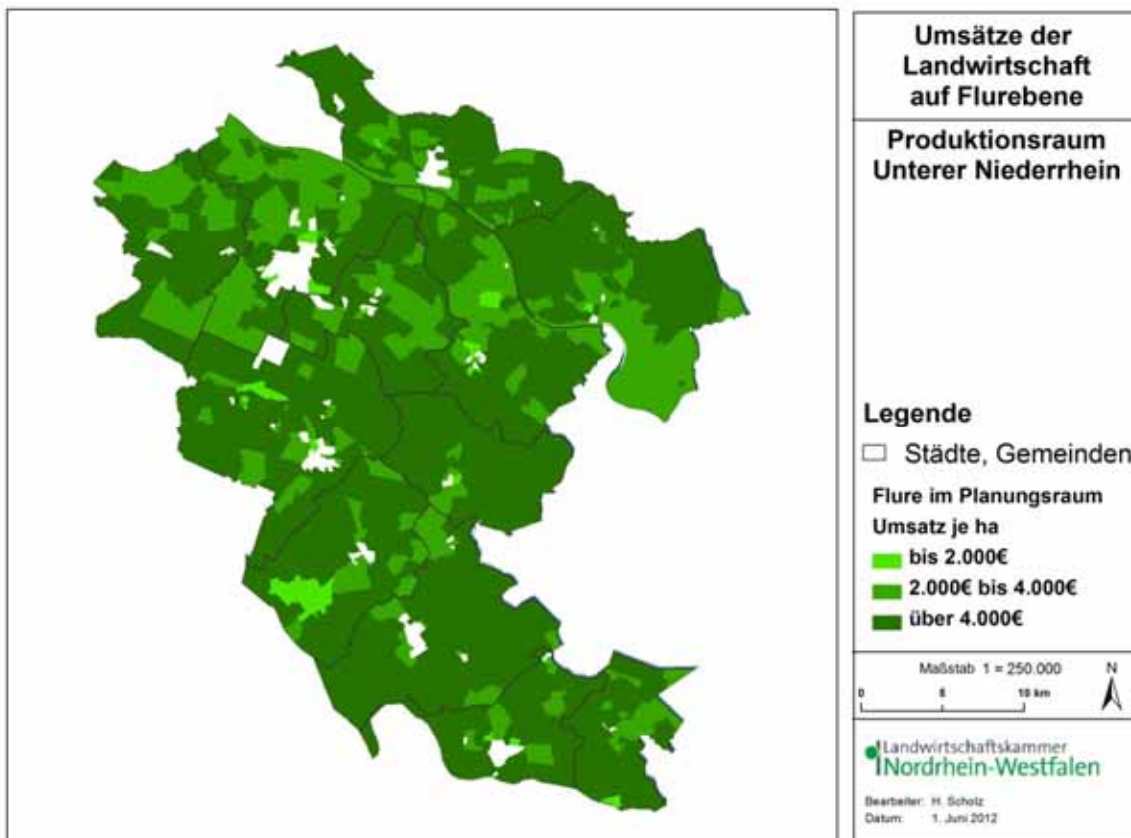 Umsätze der
Landwirtschaft
auf Flurebene
Produktionsraum
Unterer Niederrhein
Legende
Städte, Gemeinden
Flure im Planungsraum
Umsatz je ha
bis 2.000€
2.000€ bis 4.000€
über 4.000€
Maßstab 1 = 250.000
N
0 5 10 km
Landwirtschaftskammer
Nordrhein-Westfalen
Bearbeiter: H. Scholz
Datum: 1. Juni 2012